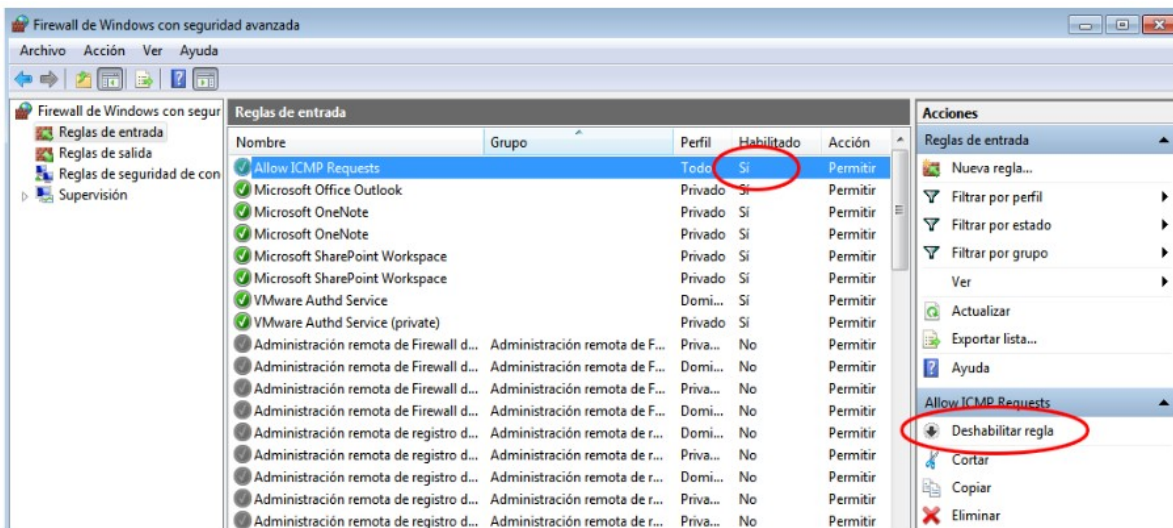 Firewall de Windows con seguridad avanzada
Archivo Acción Ver Ayuda
Firewall de Windows con segur
Reglas de entrada
Reglas de salida
Reglas de seguridad de con
Supervisión
Reglas de entrada
Nombre Grupo Perfil Habilitado Acción
Allow ICMP Requests Todo Sí Permitir
Microsoft Office Outlook Privado Sí Permitir
Microsoft OneNote Privado Sí Permitir
Microsoft OneNote Privado Sí Permitir
Microsoft SharePoint Workspace Privado Sí Permitir
Microsoft SharePoint Workspace Privado Sí Permitir
VMware Authd Service Domi... Sí Permitir
VMware Authd Service (private) Privado Sí Permitir
Administración remota de Firewall d... Administración remota de F... Priva... No Permitir
Administración remota de Firewall d... Administración remota de F... Domi... No Permitir
Administración remota de Firewall d... Administración remota de F... Priva... No Permitir
Administración remota de Firewall d... Administración remota de F... Domi... No Permitir
Administración remota de registro d... Administración remota de r... Domi... No Permitir
Administración remota de registro d... Administración remota de r... Priva... No Permitir
Administración remota de registro d... Administración remota de r... Domi... No Permitir
Administración remota de registro d... Administración remota de r... Priva... No Permitir
Administración remota de registro d... Administración remota de r... Priva... No Permitir
Acciones
Reglas de entrada
Nueva regla...
Filtrar por perfil
Filtrar por estado
Filtrar por grupo
Ver
Actualizar
Exportar lista...
Ayuda
Allow ICMP Requests
Deshabilitar regla
Cortar
Copiar
Eliminar